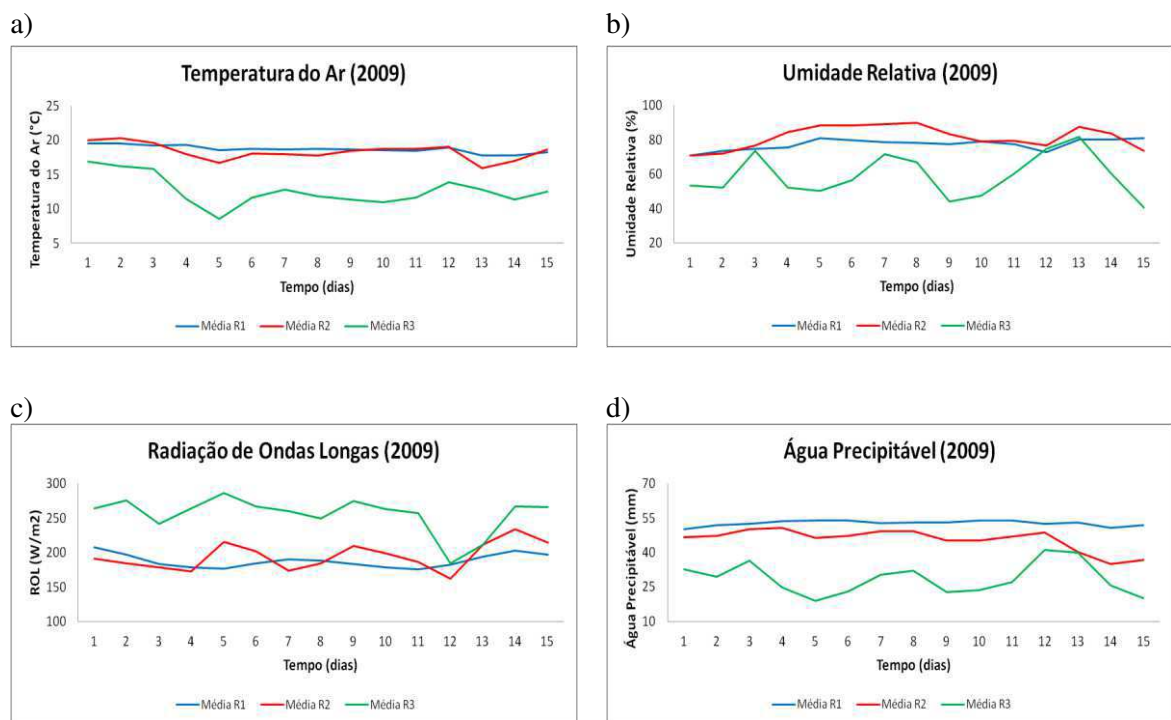 a)
Temperatura do Ar (2009)
Temperatura do Ar (°C)
25
20
15
10
5
1 2 3 4 5 6 7 8 9 10 11 12 13 14 15
Tempo (dias)
Média R1 Média R2 Média R3
b)
Umidade Relativa (2009)
Umidade Relativa (%)
100
80
60
40
20
1 2 3 4 5 6 7 8 9 10 11 12 13 14 15
Tempo (dias)
Média R1 Média R2 Média R3
c)
Radiação de Ondas Longas (2009)
ROL (W/m2)
300
250
200
150
100
1 2 3 4 5 6 7 8 9 10 11 12 13 14 15
Tempo (dias)
Média R1 Média R2 Média R3
d)
Água Precipitável (2009)
Água Precipitável (mm)
70
55
40
25
10
1 2 3 4 5 6 7 8 9 10 11 12 13 14 15
Tempo (dias)
Média R1 Média R2 Média R3